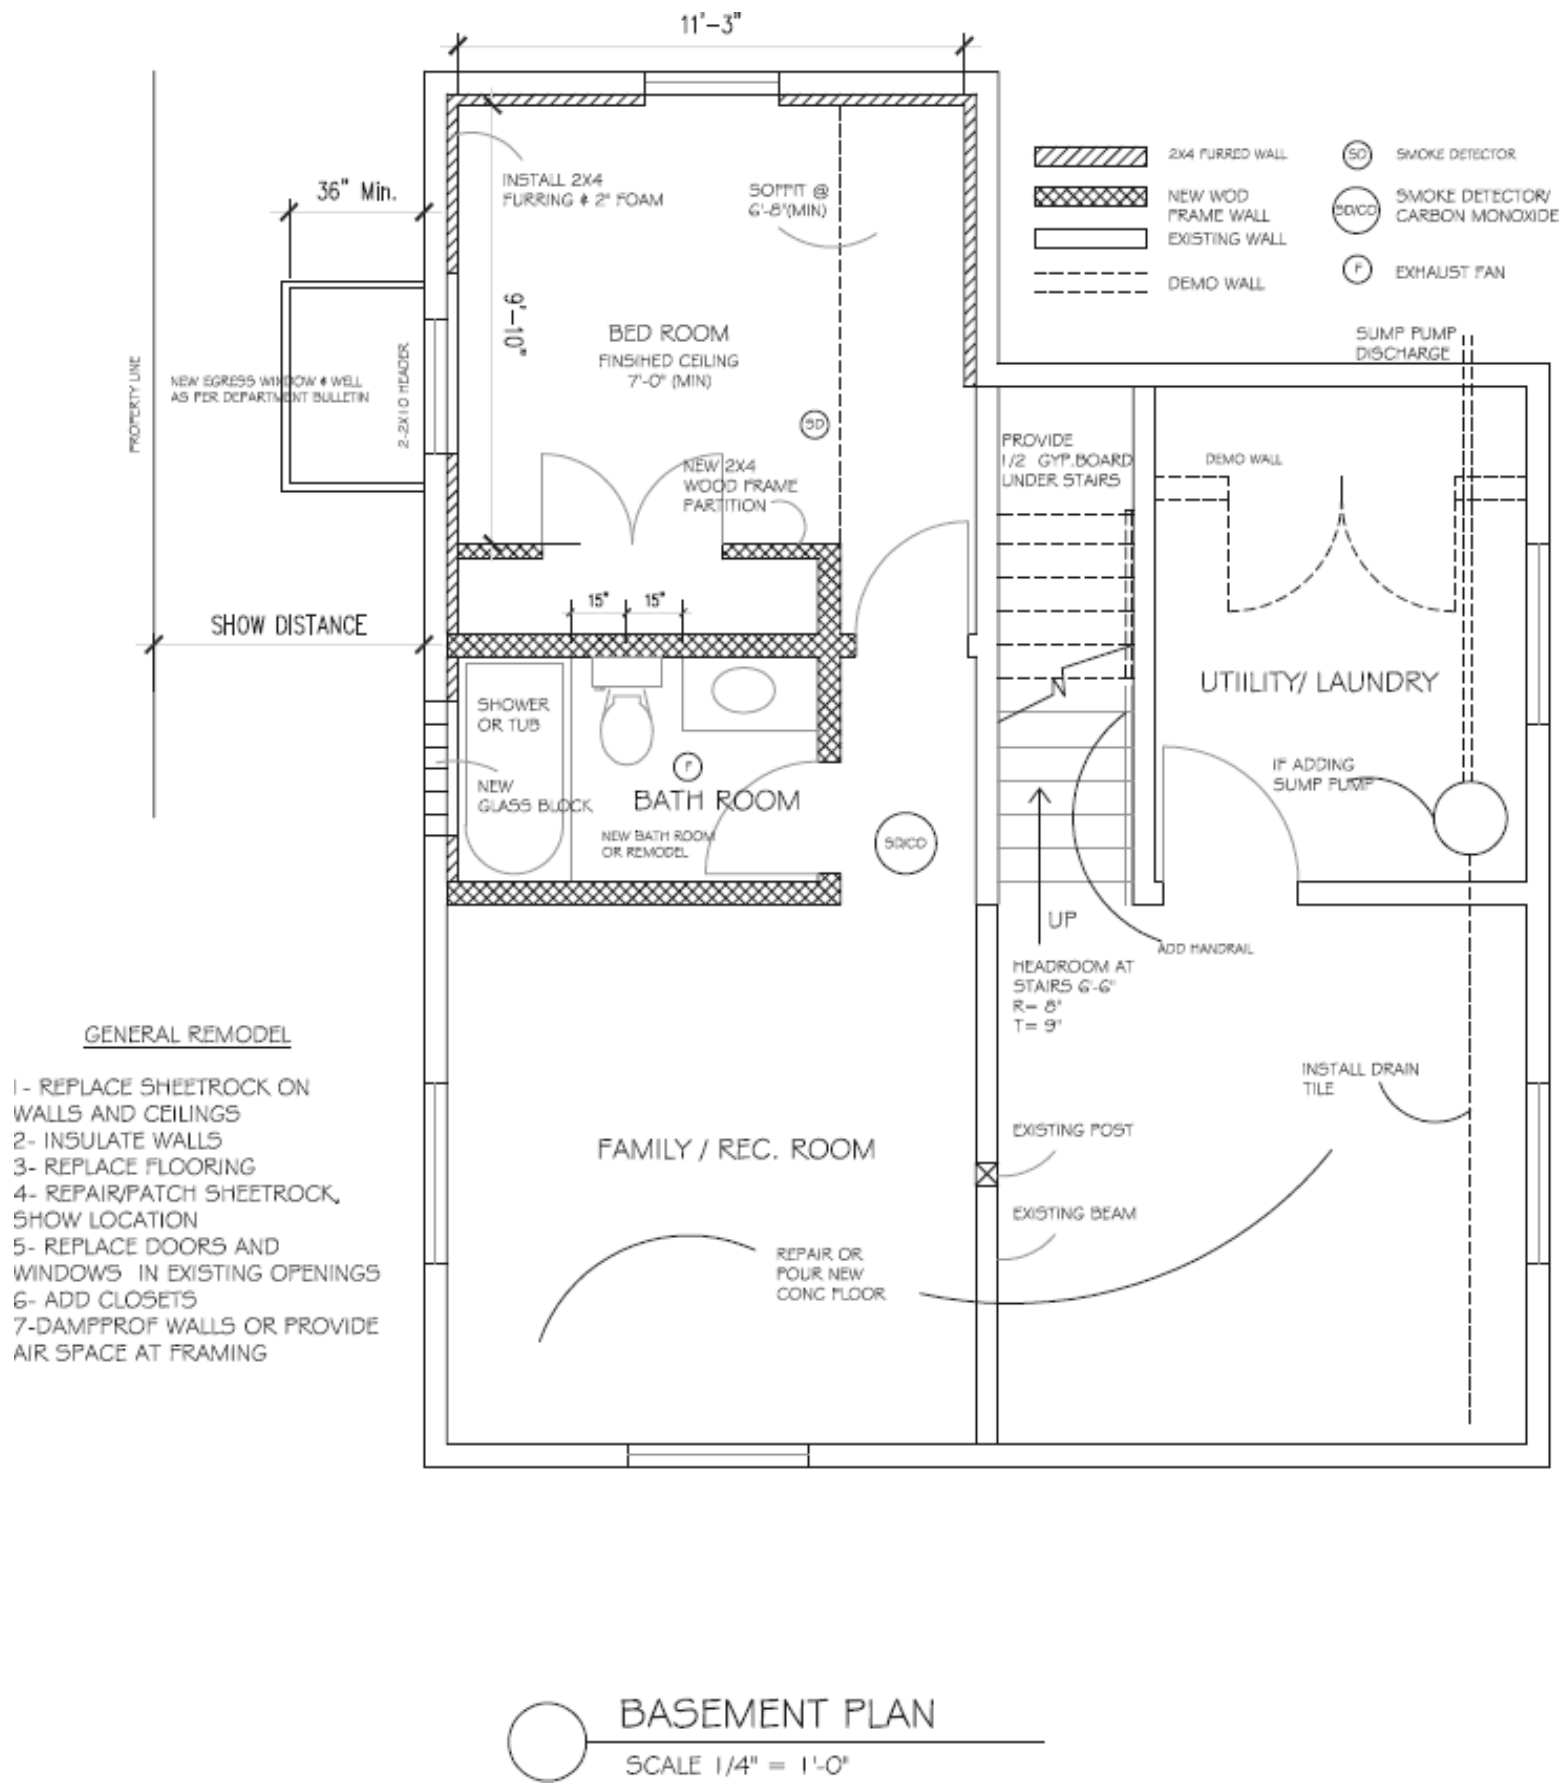 11'-3"
36" Min.
INSTALL 2X4
FURRING & 2" FOAM
SOFFIT @
6'-8"(MIN)
2X4 FURRED WALL
NEW WOD
FRAME WALL
EXISTING WALL
DEMO WALL
SD
SMOKE DETECTOR
SD/CO
SMOKE DETECTOR/
CARBON MONOXIDE
F
EXHAUST FAN
SUMP PUMP
DISCHARGE
9'-10"
BED ROOM
FINSIHED CEILING
7'-0" (MIN)
PROPERTY LINE
NEW EGRESS WINDOW & WELL
AS PER DEPARTMENT BULLETIN
2-2X10 HEADER
SD
NEW 2X4
WOOD FRAME
PARTITION
PROVIDE
1/2 GYP.BOARD
UNDER STAIRS
DEMO WALL
15"
15"
SHOW DISTANCE
SHOWER
OR TUB
NEW
GLASS BLOCK
F
BATH ROOM
NEW BATH ROOM
OR REMODEL
SD/CO
N
UTIILITY/ LAUNDRY
IF ADDING
SUMP PUMP
UP
ADD HANDRAIL
HEADROOM AT
STAIRS 6'-6"
R= 8"
T= 9"
GENERAL REMODEL
1- REPLACE SHEETROCK ON
WALLS AND CEILINGS
2- INSULATE WALLS
3- REPLACE FLOORING
4- REPAIR/PATCH SHEETROCK,
SHOW LOCATION
5- REPLACE DOORS AND
WINDOWS IN EXISTING OPENINGS
6- ADD CLOSETS
7-DAMPPROF WALLS OR PROVIDE
AIR SPACE AT FRAMING
INSTALL DRAIN
TILE
EXISTING POST
FAMILY / REC. ROOM
EXISTING BEAM
REPAIR OR
POUR NEW
CONC FLOOR
BASEMENT PLAN
SCALE 1/4" = 1'-0"